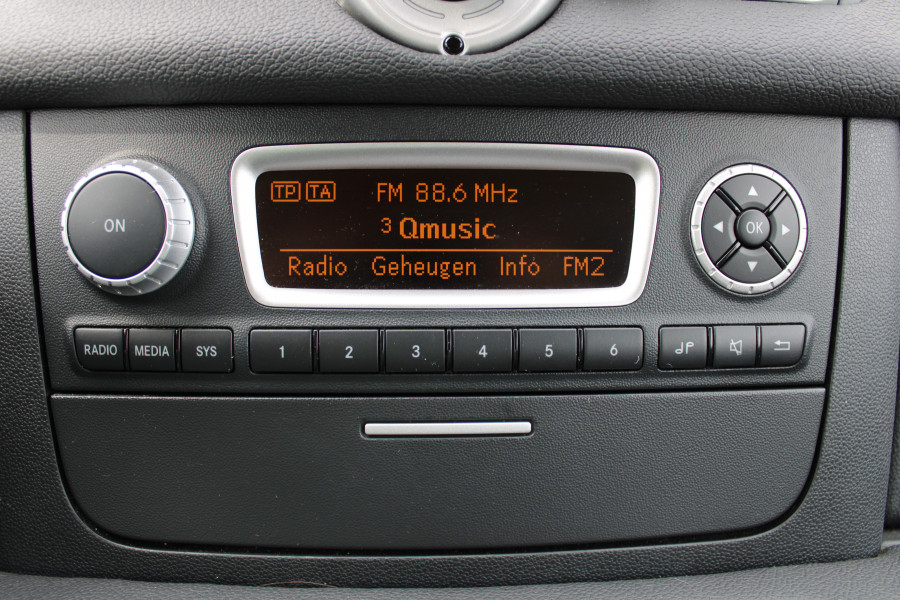 TP TA FM 88.6 MHz
3 Qmusic
Radio Geheugen Info FM2
ON
OK
RADIO MEDIA SYS 1 2 3 4 5 6